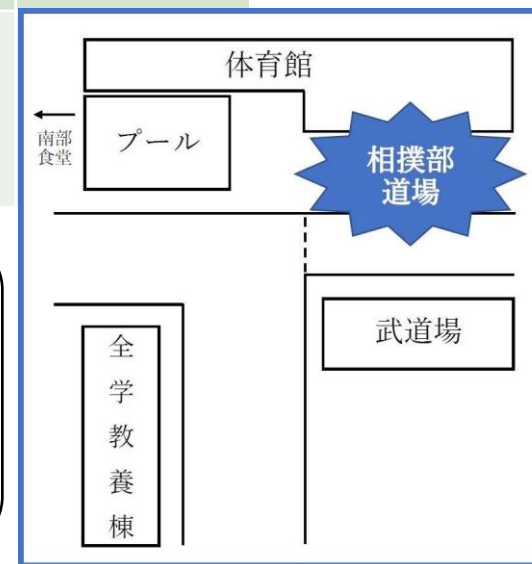 体育館
南部
食堂
プール
相撲部
道場
武道場
全
学
教
養
棟